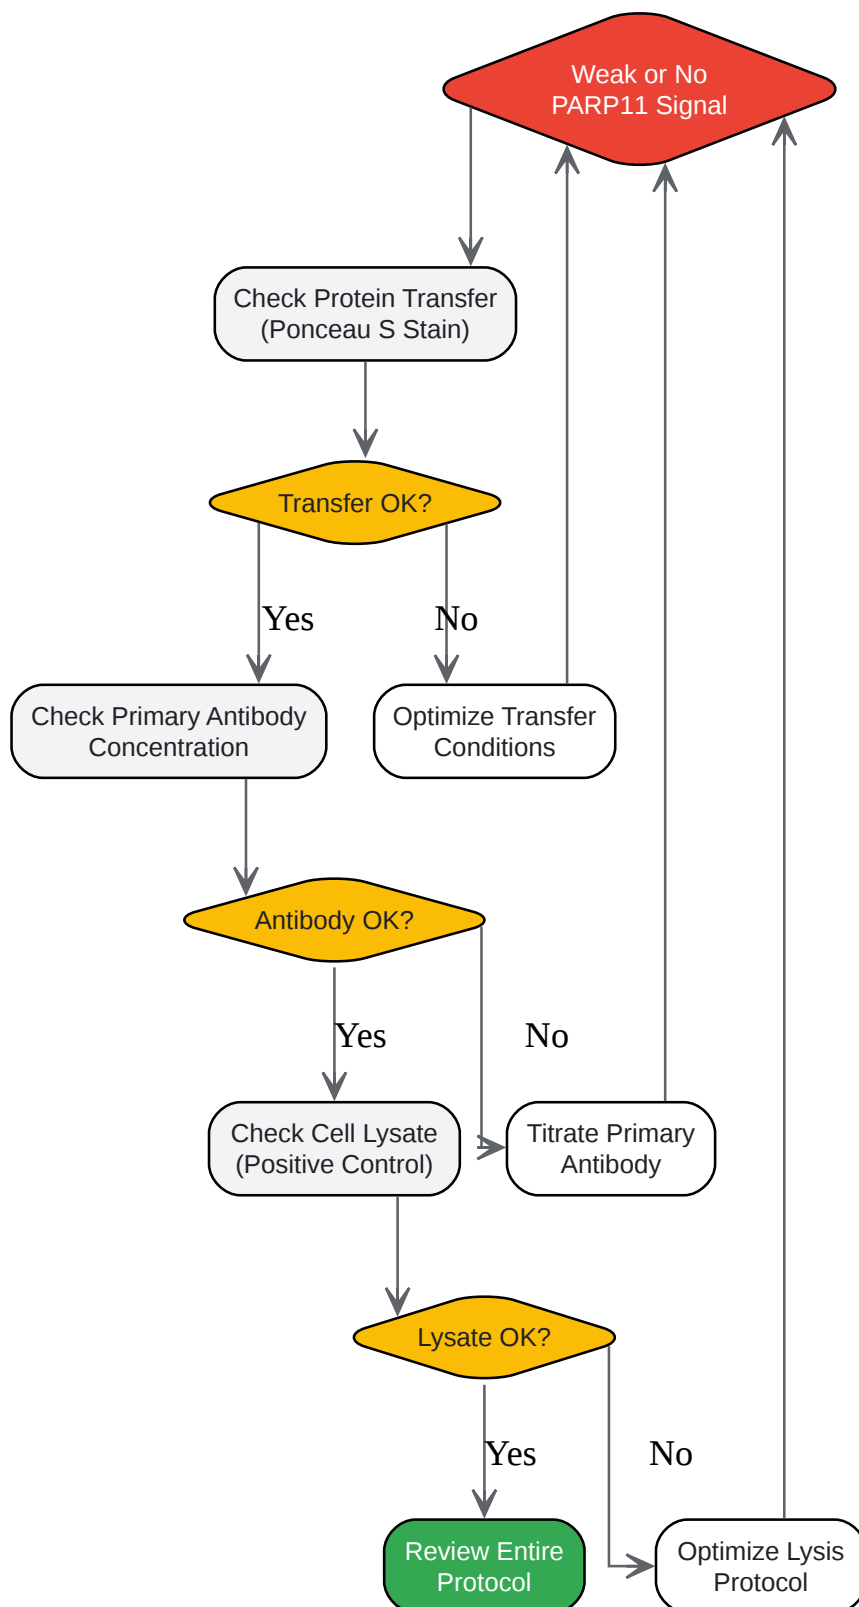 Weak or No
PARP11 Signal
Check Protein Transfer
(Ponceau S Stain)
Transfer OK?
Yes
No
Check Primary Antibody
Concentration
Optimize Transfer
Conditions
Antibody OK?
Yes
No
Check Cell Lysate
(Positive Control)
Titrate Primary
Antibody
Lysate OK?
Yes
No
Review Entire
Protocol
Optimize Lysis
Protocol